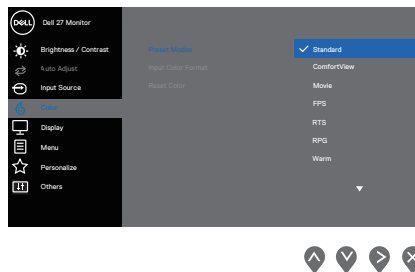 DELL Dell 27 Monitor
Brightness / Contrast Preset Modes Standard
Auto Adjust Input Color Format ComfortView
Input Source Reset Color Movie
Color FPS
Display RTS
Menu RPG
Personalize Warm
Others